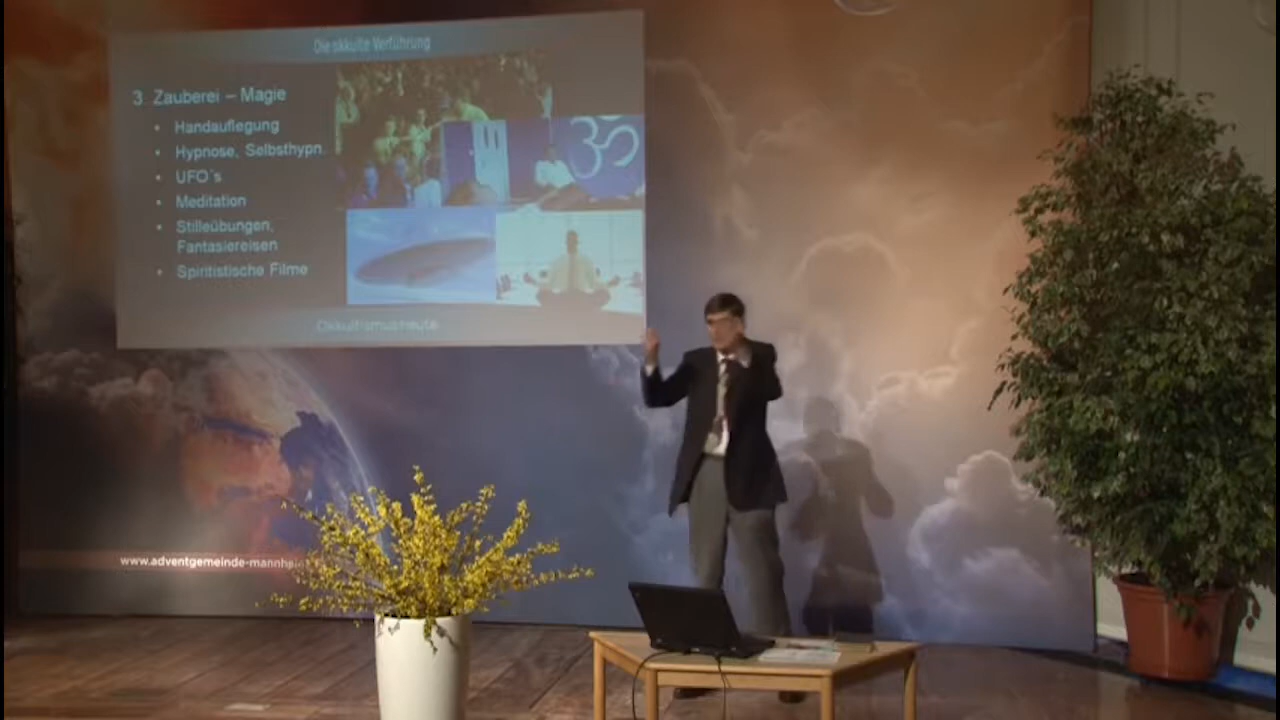 Die okkulte Verführung
3 Zauberei – Magie
• Handauflegung
• Hypnose, Selbsthypn.
• UFO´s
• Meditation
• Stilleübungen,
Fantasiereisen
• Spiritistische Filme
ॐ
Okkultismus heute
www.adventgemeinde-mannhei